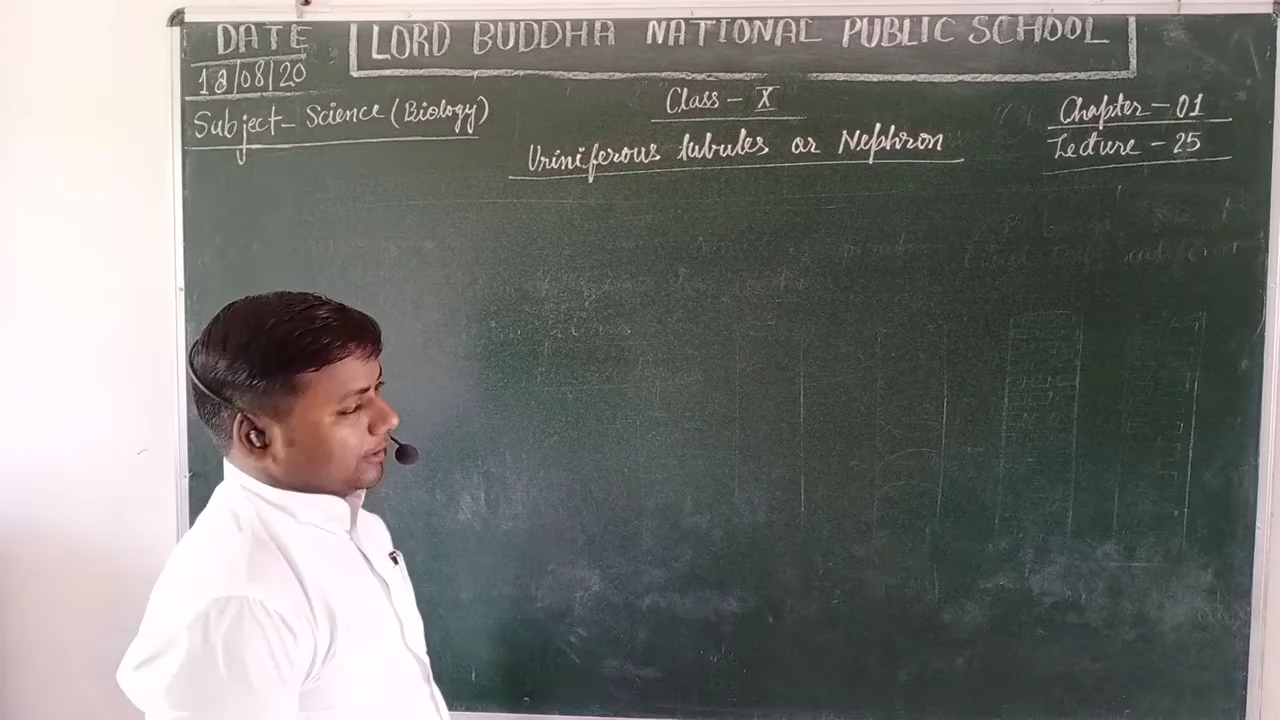 DATE
18/08/20
LORD BUDDHA NATIONAL PUBLIC SCHOOL
Subject- Science (Biology)
Class - X
Chapter - 01
Lecture - 25
Uriniferous tubules or Nephron